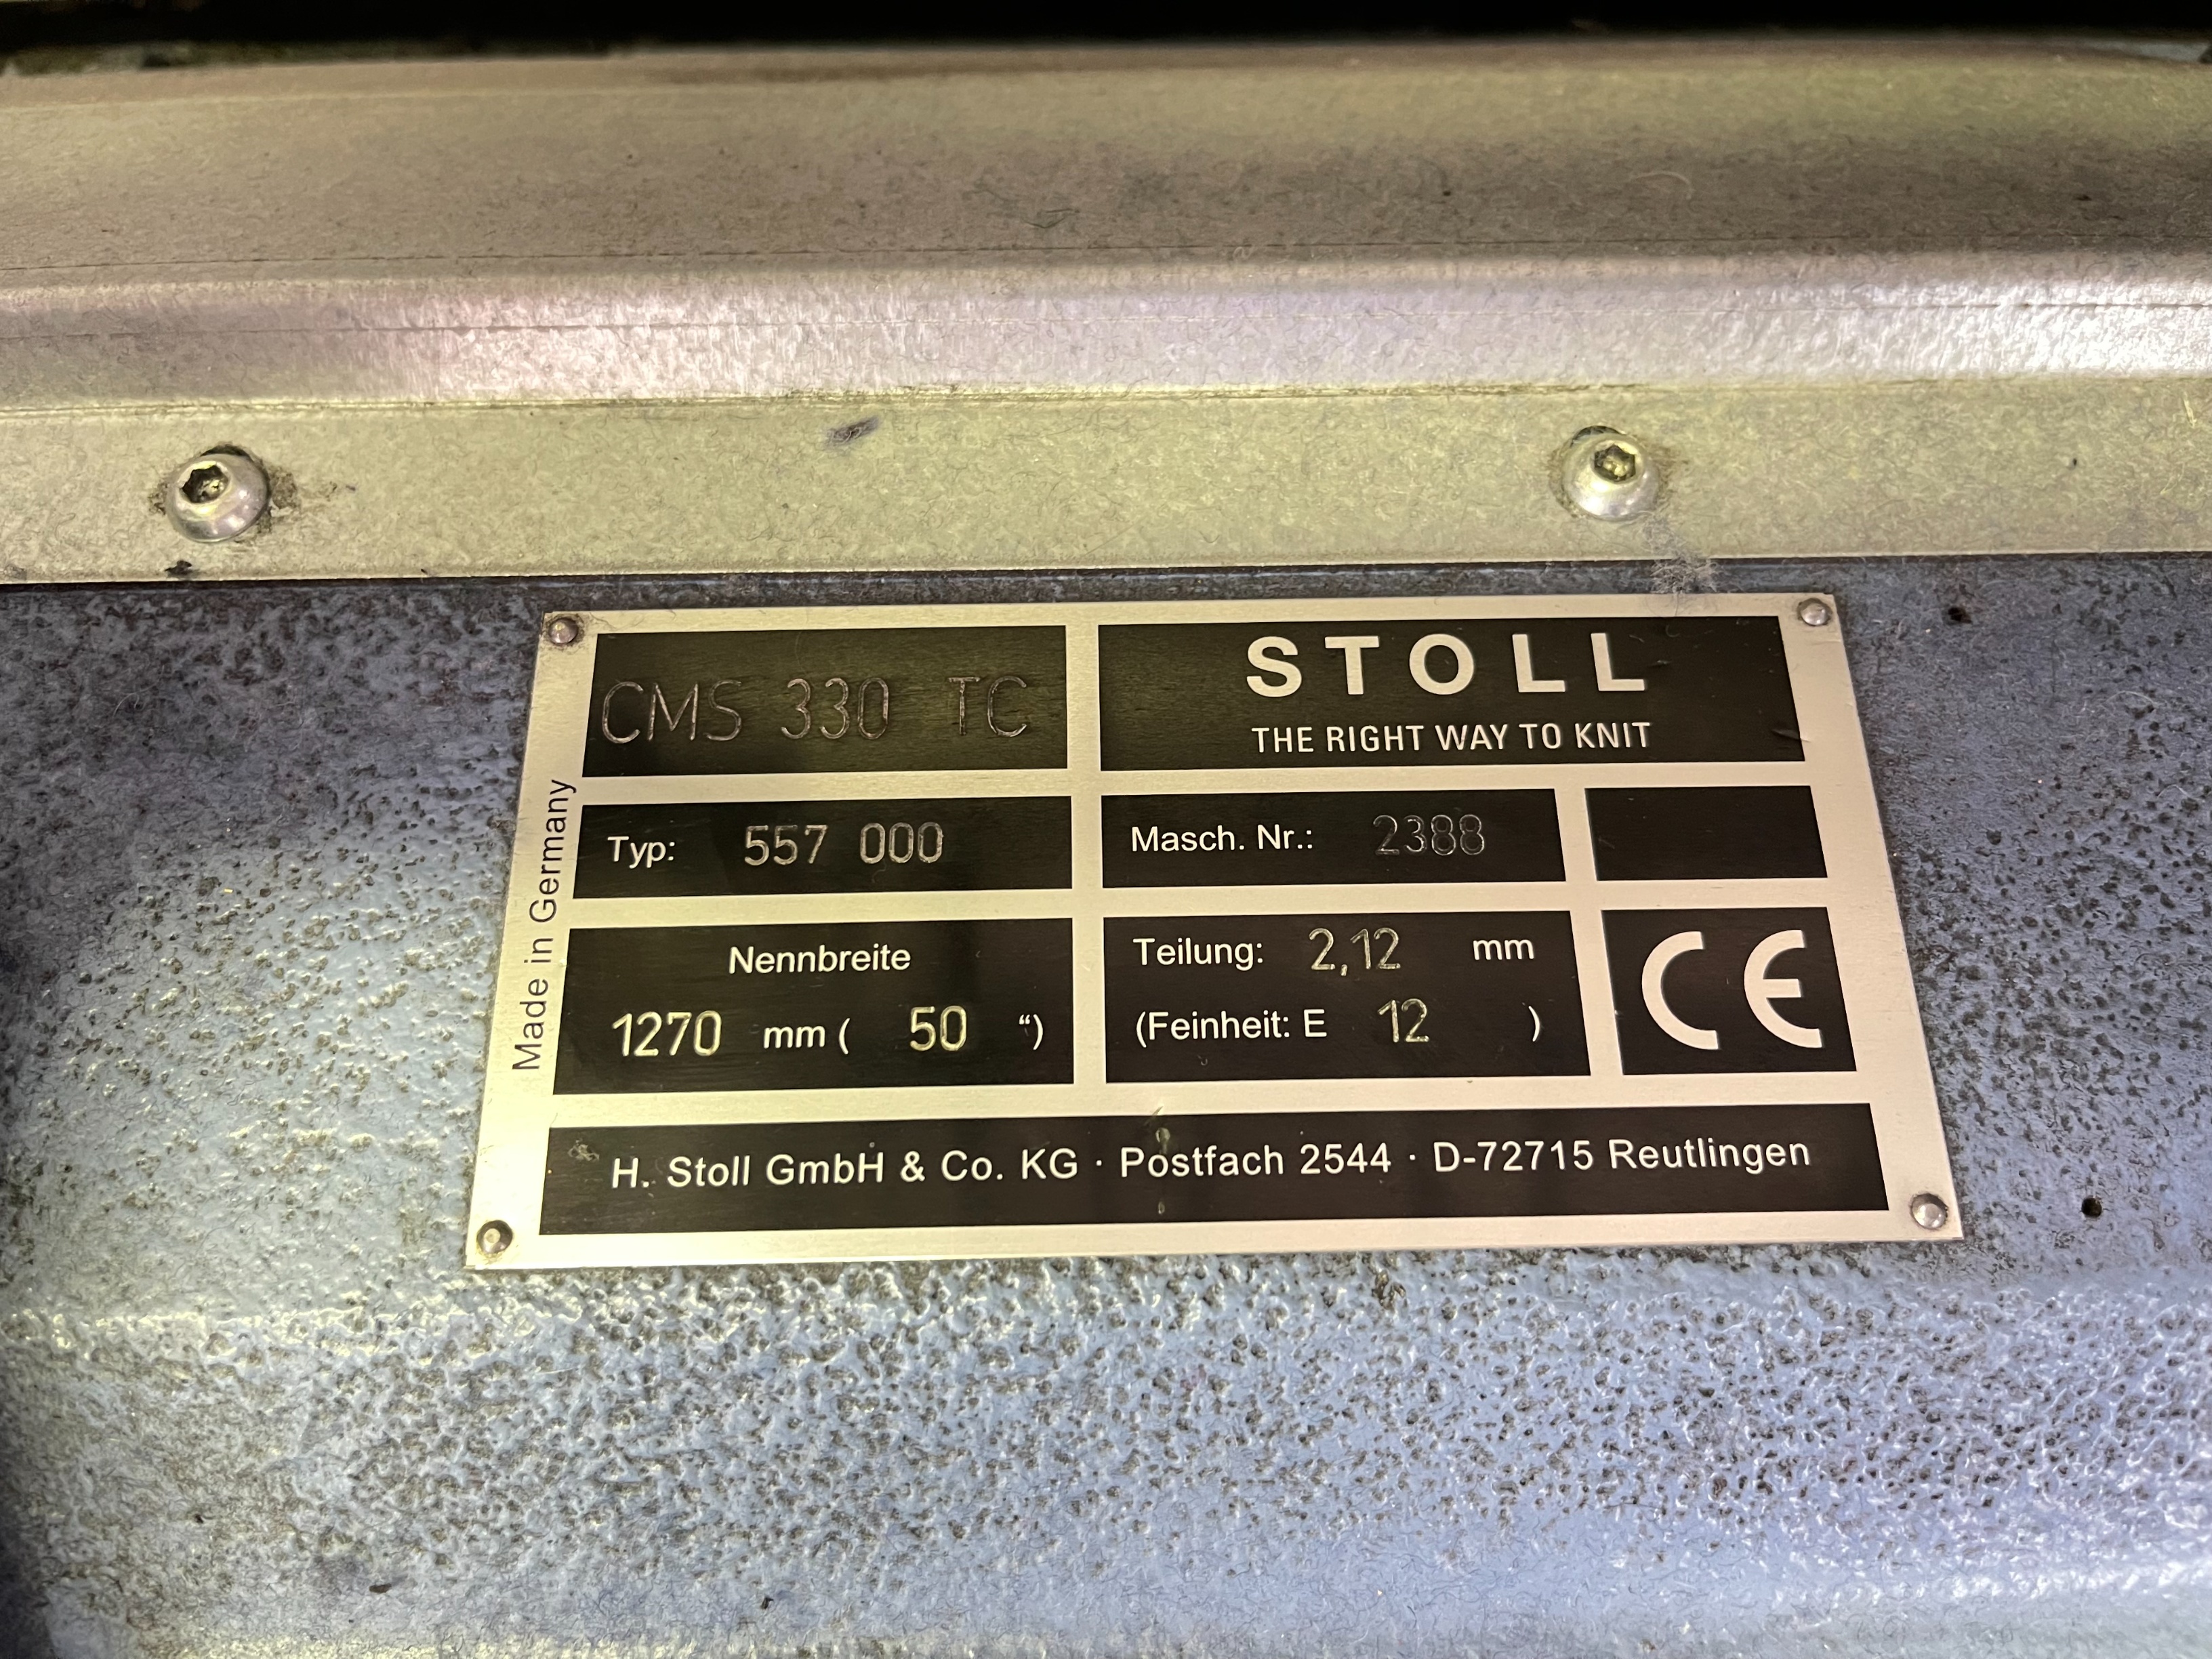 CMS 330 TC
STOLL
THE RIGHT WAY TO KNIT
Typ: 557 000
Masch. Nr.: 2388
Nennbreite
1270 mm ( 50 “)
Teilung: 2,12 mm
(Feinheit: E 12 )
CE
Made in Germany
H. Stoll GmbH & Co. KG · Postfach 2544 · D-72715 Reutlingen